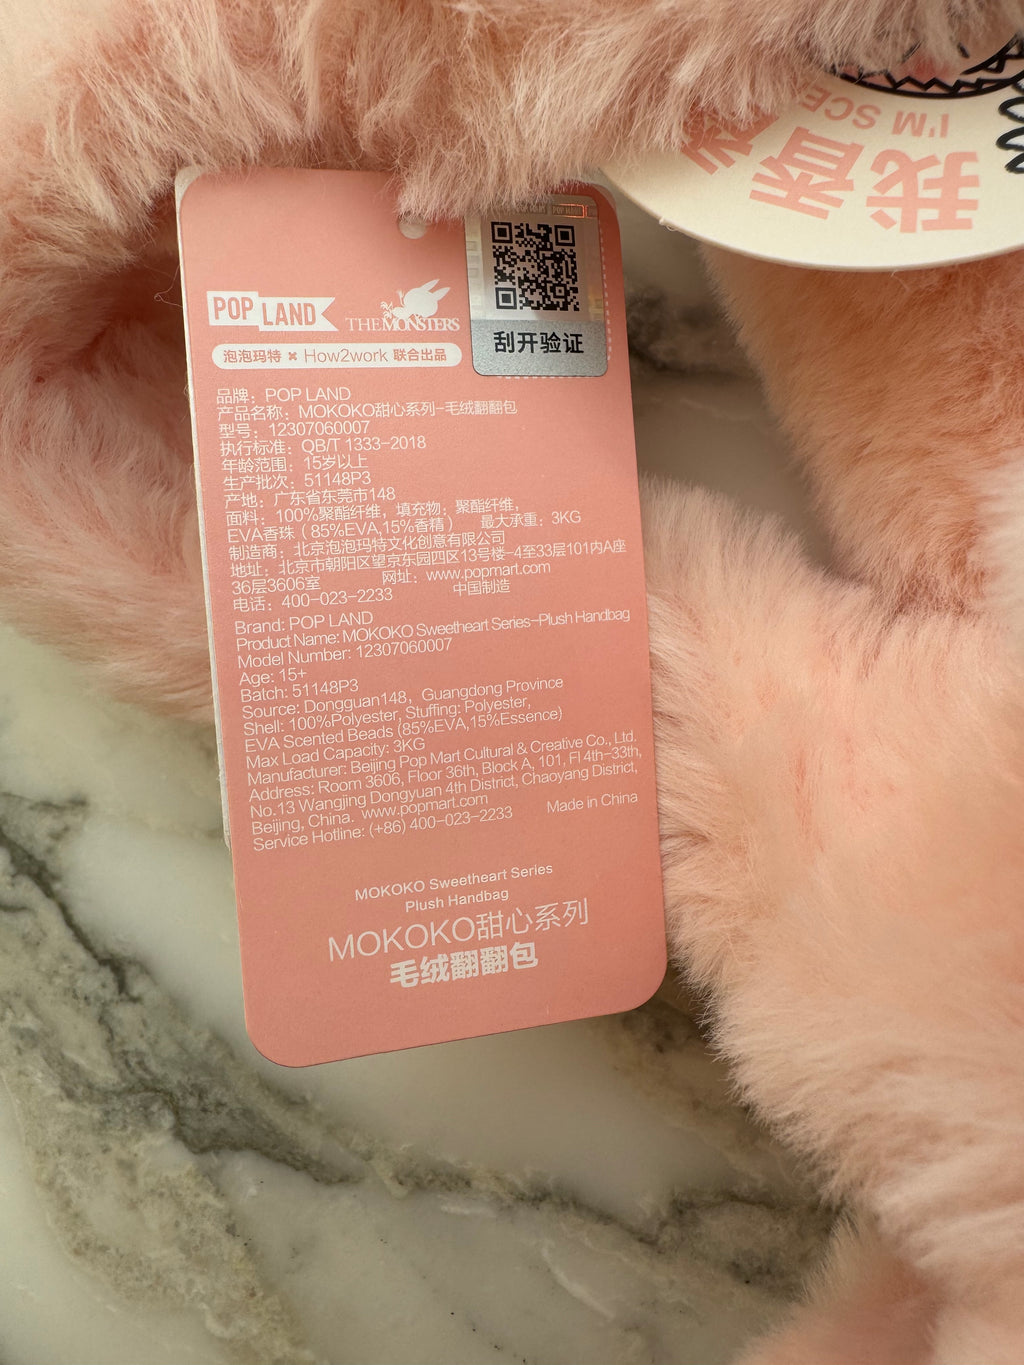 POP LAND
THE MONSTERS
泡泡玛特 × How2work 联合出品
POP MART
刮开验证
品牌：POP LAND
产品名称：MOKOKO甜心系列-毛绒翻翻包
型号：12307060007
执行标准：QB/T 1333-2018
年龄范围：15岁以上
生产批次：51148P3
产地：广东省东莞市148
面料：100%聚酯纤维，填充物：聚酯纤维，
EVA香珠（85%EVA,15%香精） 最大承重：3KG
制造商：北京泡泡玛特文化创意有限公司
地址：北京市朝阳区望京东园四区13号楼-4至33层101内A座
36层3606室 网址：www.popmart.com
电话：400-023-2233 中国制造
Brand: POP LAND
Product Name: MOKOKO Sweetheart Series-Plush Handbag
Model Number: 12307060007
Age: 15+
Batch: 51148P3
Source: Dongguan148，Guangdong Province
Shell: 100%Polyester, Stuffing: Polyester,
EVA Scented Beads (85%EVA,15%Essence)
Max Load Capacity: 3KG
Manufacturer: Beijing Pop Mart Cultural & Creative Co., Ltd.
Address: Room 3606, Floor 36th, Block A, 101, Fl 4th-33th,
No.13 Wangjing Dongyuan 4th District, Chaoyang District,
Beijing, China. www.popmart.com
Service Hotline: (+86) 400-023-2233 Made in China
MOKOKO Sweetheart Series
Plush Handbag
MOKOKO甜心系列
毛绒翻翻包
我香
I'M